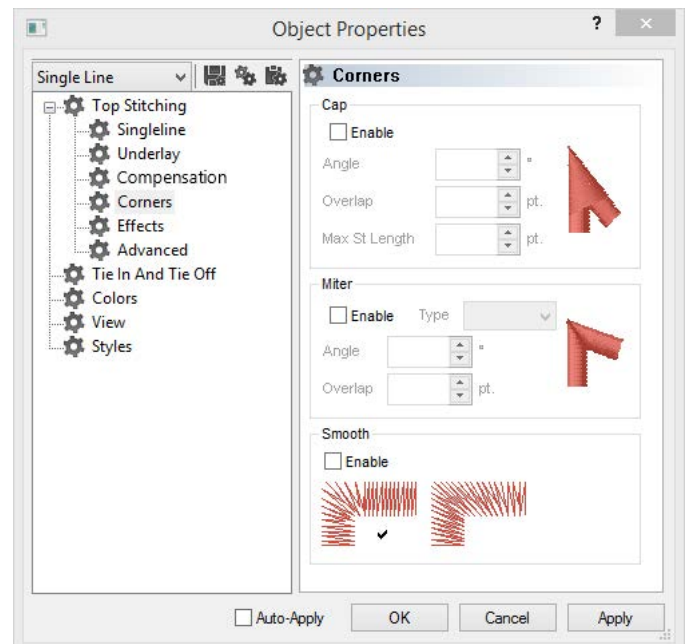 Object Properties
?
Single Line
Top Stitching
Singleline
Underlay
Compensation
Corners
Effects
Advanced
Tie In And Tie Off
Colors
View
Styles
Corners
Cap
Enable
Angle °
Overlap pt.
Max St Length pt.
Miter
Enable Type
Angle °
Overlap pt.
Smooth
Enable
Auto-Apply OK Cancel Apply